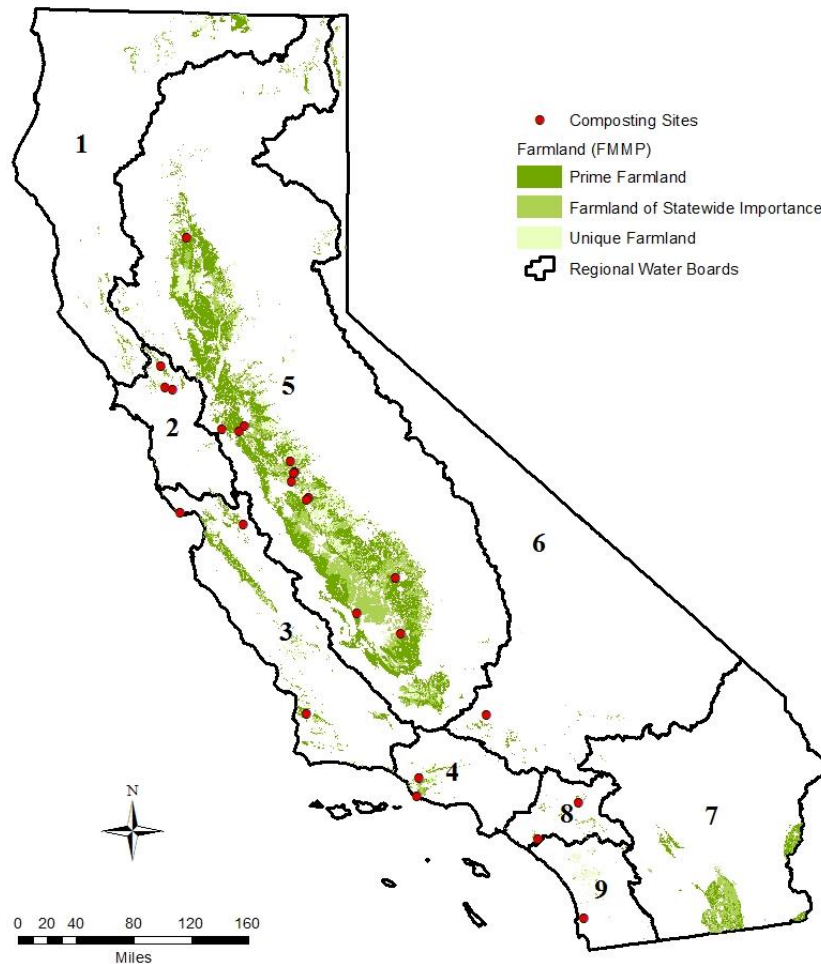 Composting Sites
Farmland (FMMP)
Prime Farmland
Farmland of Statewide Importance
Unique Farmland
Regional Water Boards
1
5
2
6
3
4
8
7
9
N
0 20 40 80 120 160
Miles